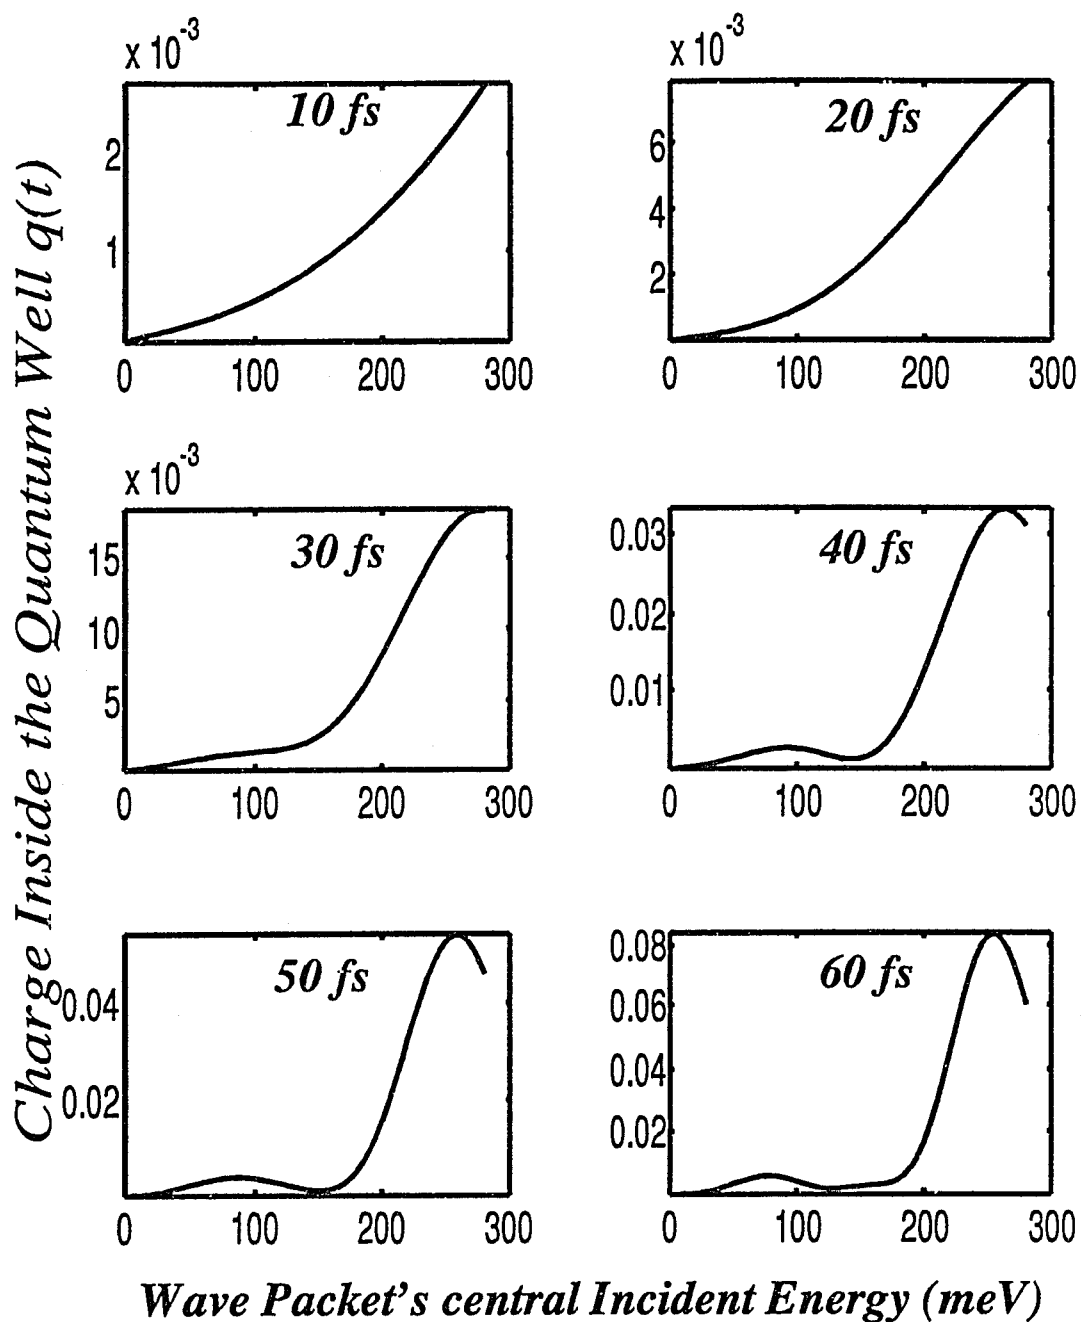 Charge Inside the Quantum Well q(t)
x 10-3
10 fs
2
1
0 100 200 300
x 10-3
20 fs
6
4
2
0 100 200 300
x 10-3
30 fs
15
10
5
0 100 200 300
40 fs
0.03
0.02
0.01
0 100 200 300
50 fs
0.04
0.02
0 100 200 300
60 fs
0.08
0.06
0.04
0.02
0 100 200 300
Wave Packet's central Incident Energy (meV)